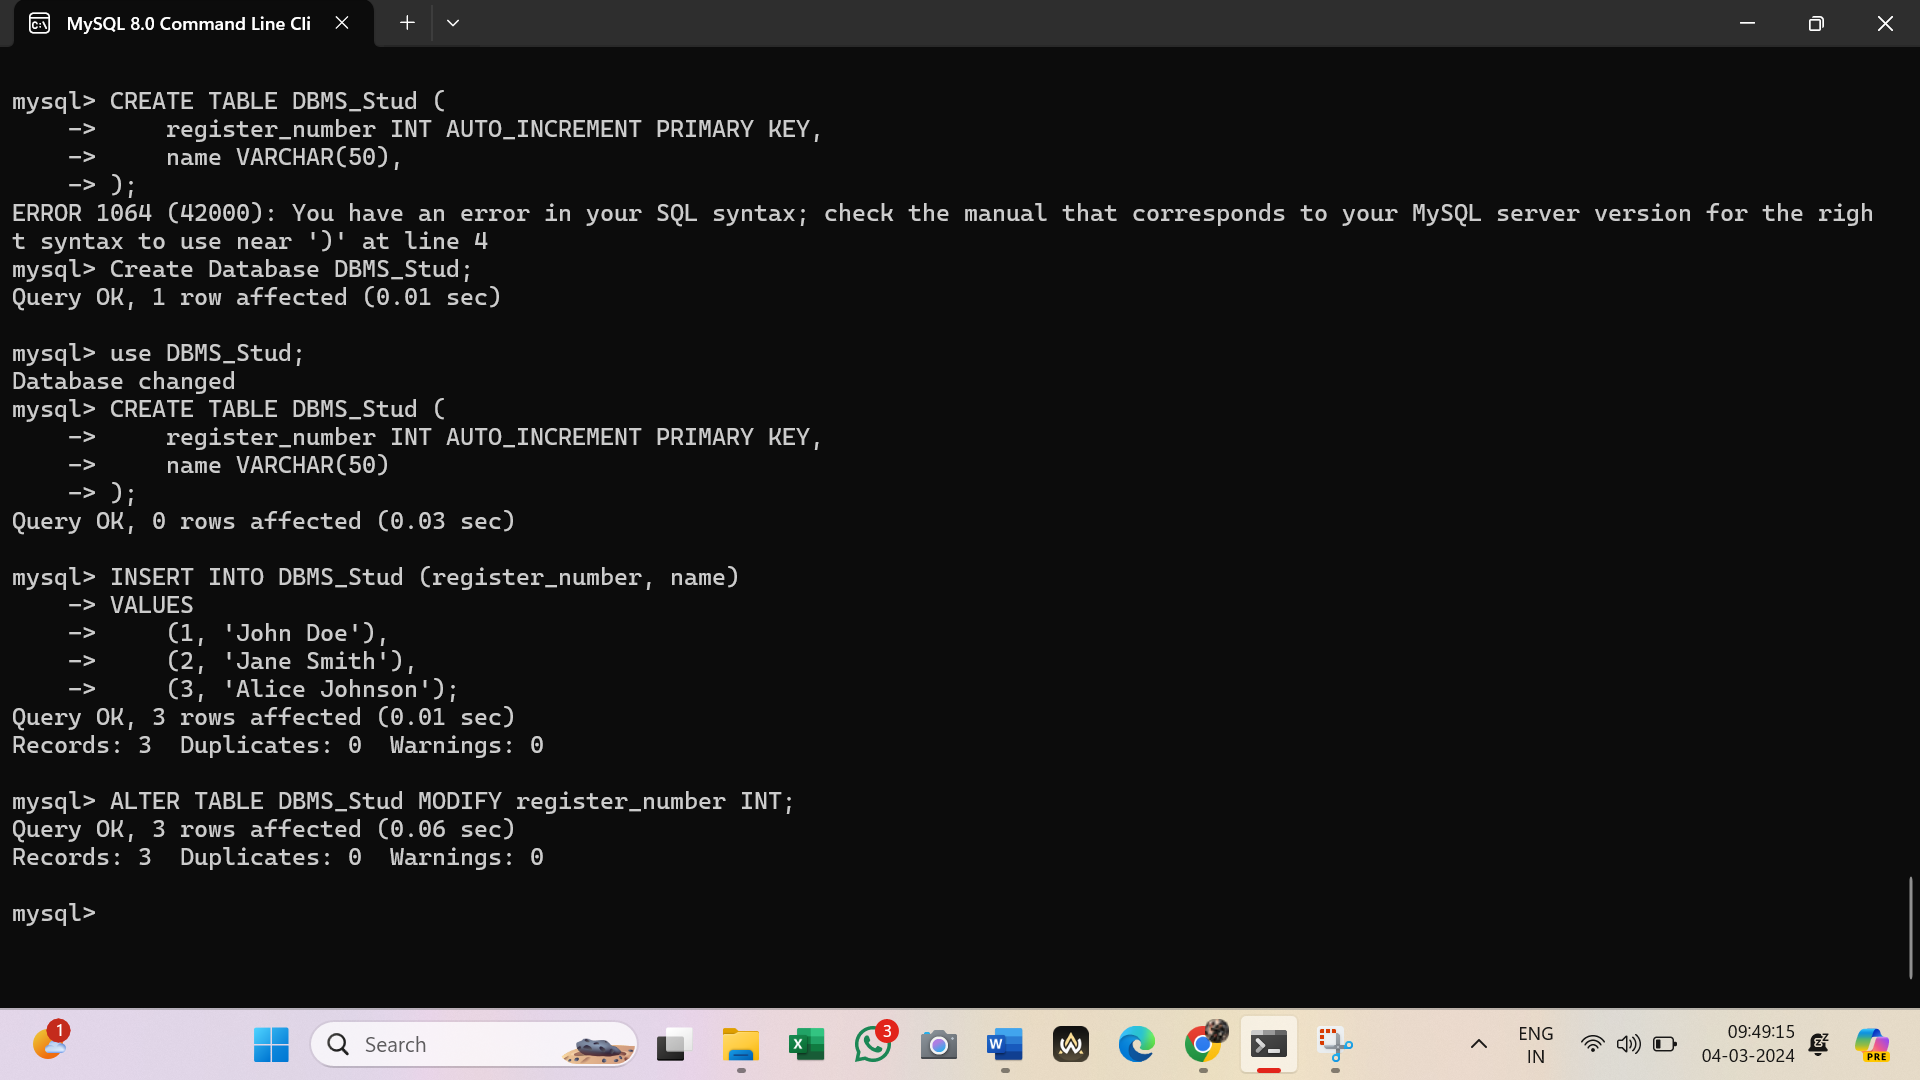 MySQL 8.0 Command Line Cli
mysql> CREATE TABLE DBMS_Stud (
    ->     register_number INT AUTO_INCREMENT PRIMARY KEY,
    ->     name VARCHAR(50),
    -> );
ERROR 1064 (42000): You have an error in your SQL syntax; check the manual that corresponds to your MySQL server version for the righ
t syntax to use near ')' at line 4
mysql> Create Database DBMS_Stud;
Query OK, 1 row affected (0.01 sec)
mysql> use DBMS_Stud;
Database changed
mysql> CREATE TABLE DBMS_Stud (
    ->     register_number INT AUTO_INCREMENT PRIMARY KEY,
    ->     name VARCHAR(50)
    -> );
Query OK, 0 rows affected (0.03 sec)
mysql> INSERT INTO DBMS_Stud (register_number, name)
    -> VALUES
    ->     (1, 'John Doe'),
    ->     (2, 'Jane Smith'),
    ->     (3, 'Alice Johnson');
Query OK, 3 rows affected (0.01 sec)
Records: 3  Duplicates: 0  Warnings: 0
mysql> ALTER TABLE DBMS_Stud MODIFY register_number INT;
Query OK, 3 rows affected (0.06 sec)
Records: 3  Duplicates: 0  Warnings: 0
mysql>
1
Search
3
ENG
IN
09:49:15
04-03-2024
PRE